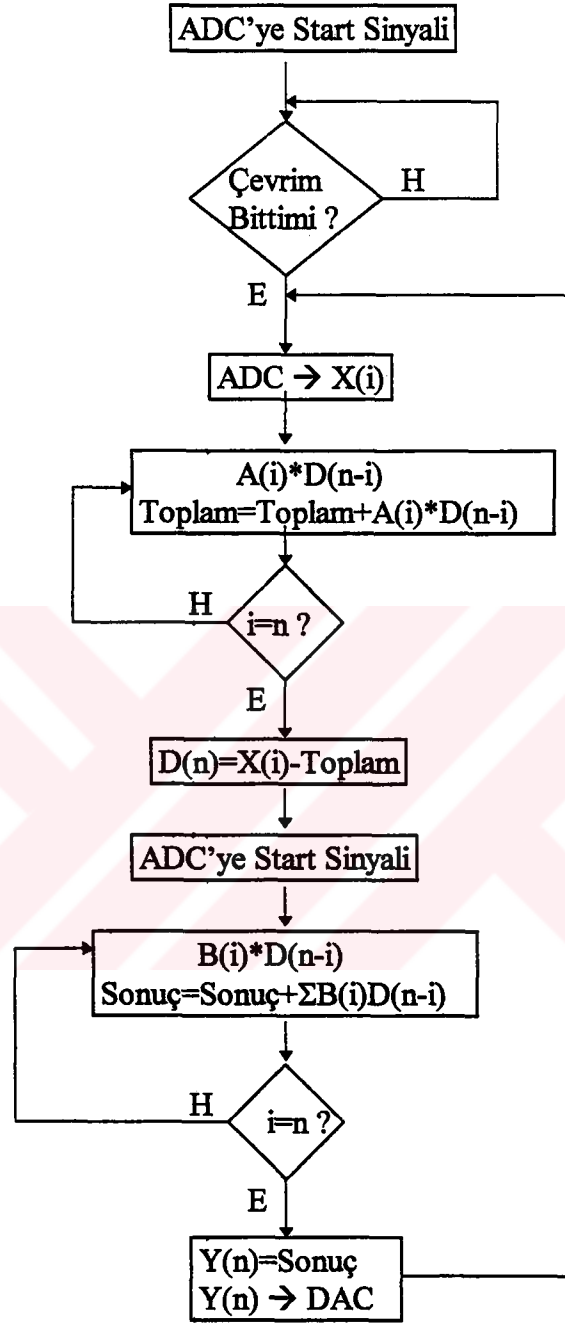 ADC'ye Start Sinyali
Çevrim
Bittimi ?
H
E
ADC → X(i)
A(i)*D(n-i)
Toplam=Toplam+A(i)*D(n-i)
H
i=n ?
E
D(n)=X(i)-Toplam
ADC'ye Start Sinyali
B(i)*D(n-i)
Sonuç=Sonuç+ΣB(i)D(n-i)
H
i=n ?
E
Y(n)=Sonuç
Y(n) → DAC